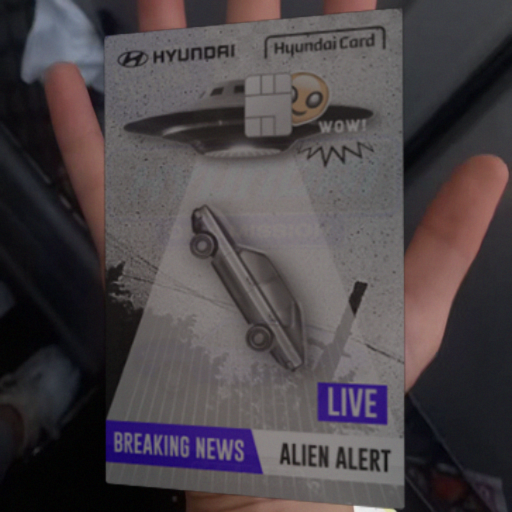 HYUNDAI
Hyundai Card
WOW!
LIVE
BREAKING NEWS
ALIEN ALERT